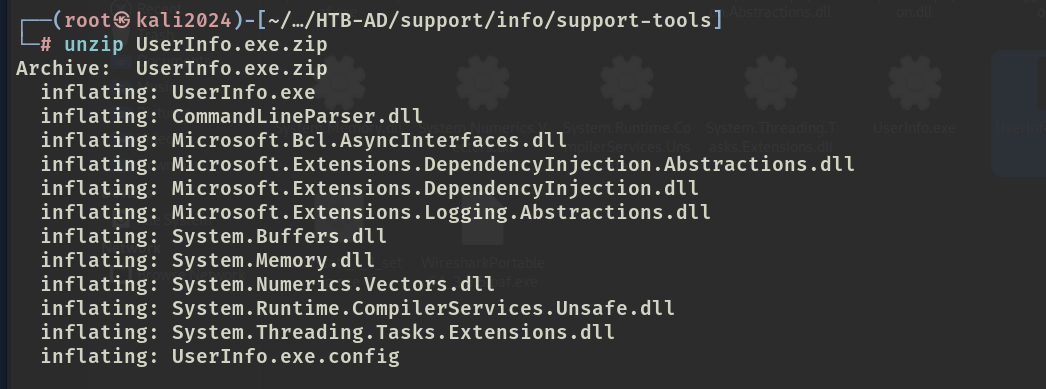 ┌──(root㉿kali2024)-[~/…/HTB-AD/support/info/support-tools]
└─# unzip UserInfo.exe.zip
Archive:  UserInfo.exe.zip
  inflating: UserInfo.exe
  inflating: CommandLineParser.dll
  inflating: Microsoft.Bcl.AsyncInterfaces.dll
  inflating: Microsoft.Extensions.DependencyInjection.Abstractions.dll
  inflating: Microsoft.Extensions.DependencyInjection.dll
  inflating: Microsoft.Extensions.Logging.Abstractions.dll
  inflating: System.Buffers.dll
  inflating: System.Memory.dll
  inflating: System.Numerics.Vectors.dll
  inflating: System.Runtime.CompilerServices.Unsafe.dll
  inflating: System.Threading.Tasks.Extensions.dll
  inflating: UserInfo.exe.config